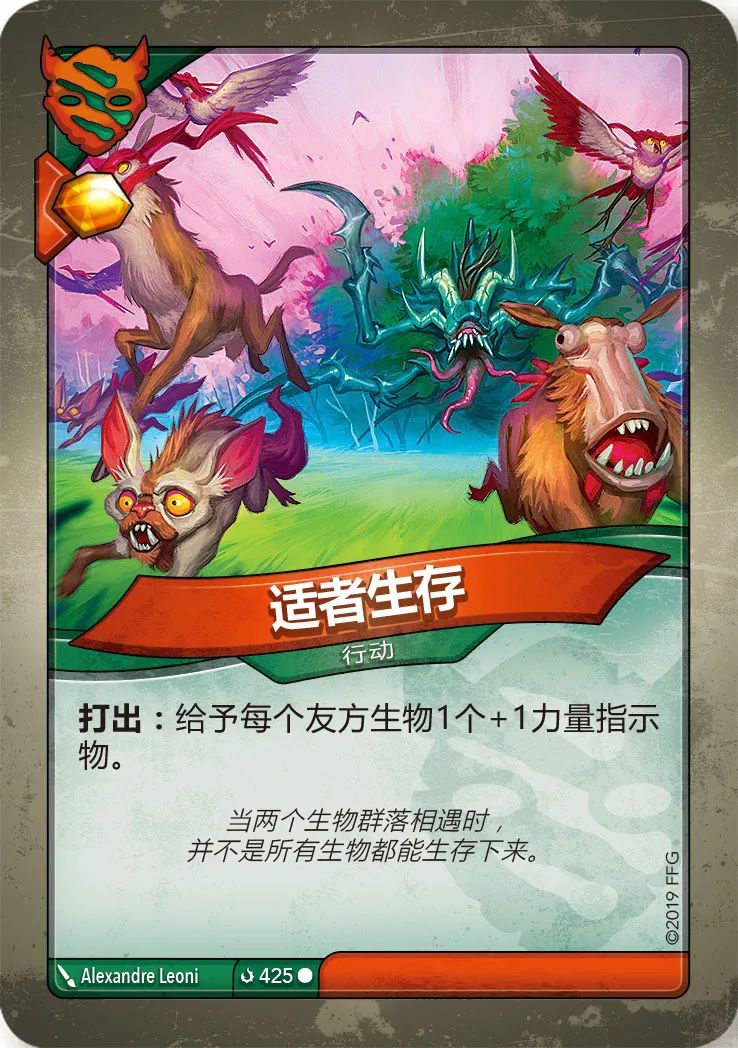 适者生存
行动
打出：给予每个友方生物1个+1力量指示
物。
当两个生物群落相遇时，
并不是所有生物都能生存下来。
©2019 FFG
Alexandre Leoni
425